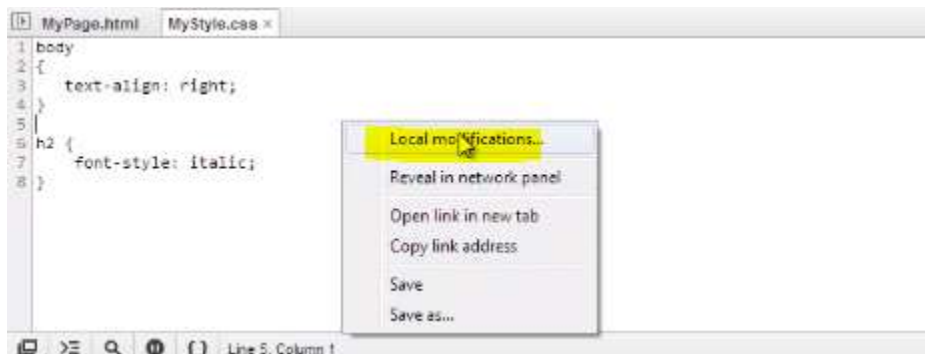 MyPage.html MyStyle.css ×
1 body
2 {
3 text-align: right;
4 }
5
6 h2 {
7 font-style: italic;
8 }
Local modifications...
Reveal in network panel
Open link in new tab
Copy link address
Save
Save as...
{ } Line 5, Column 1